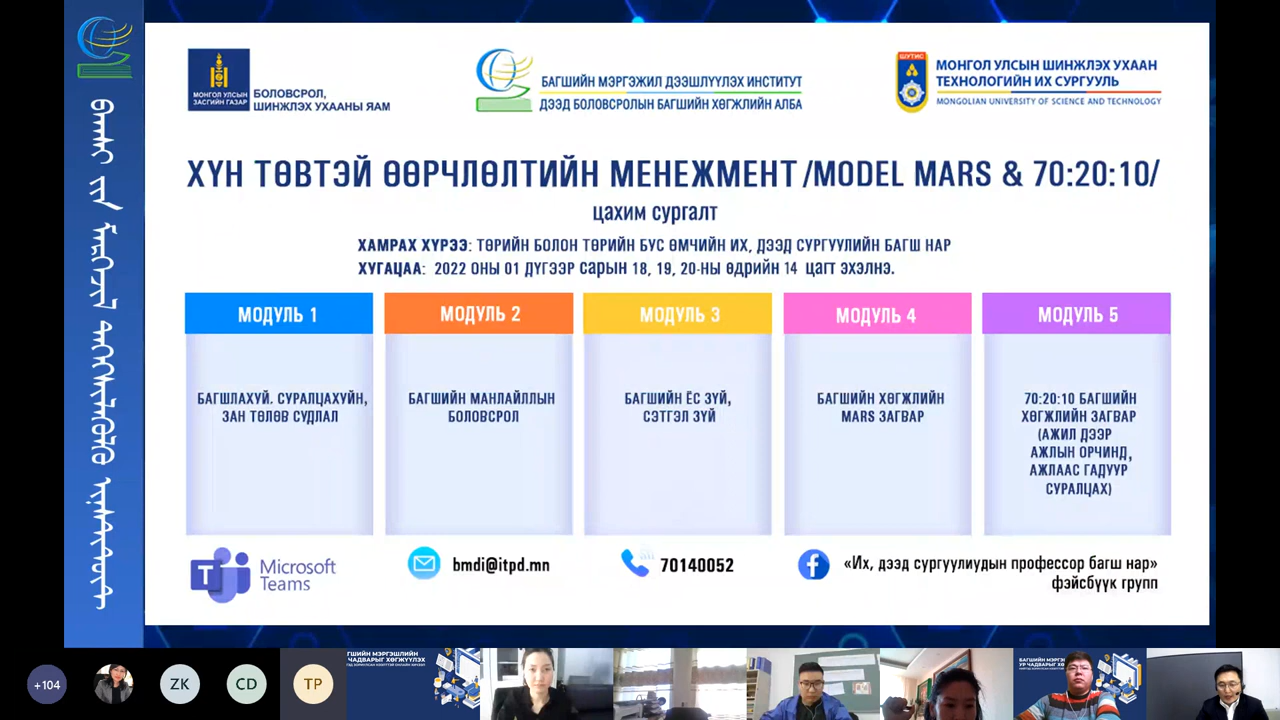 МОНГОЛ УЛСЫН
ЗАСГИЙН ГАЗАР
БОЛОВСРОЛ,
ШИНЖЛЭХ УХААНЫ ЯАМ
БАГШИЙН МЭРГЭЖИЛ ДЭЭШЛҮҮЛЭХ ИНСТИТУТ
ДЭЭД БОЛОВСРОЛЫН БАГШИЙН ХӨГЖЛИЙН АЛБА
ШУТИС
МОНГОЛ УЛСЫН ШИНЖЛЭХ УХААН
ТЕХНОЛОГИЙН ИХ СУРГУУЛЬ
MONGOLIAN UNIVERSITY OF SCIENCE AND TECHNOLOGY
ХҮН ТӨВТЭЙ ӨӨРЧЛӨЛТИЙН МЕНЕЖМЕНТ /MODEL MARS & 70:20:10/
цахим сургалт
ХАМРАХ ХҮРЭЭ: ТӨРИЙН БОЛОН ТӨРИЙН БУС ӨМЧИЙН ИХ, ДЭЭД СУРГУУЛИЙН БАГШ НАР
ХУГАЦАА: 2022 ОНЫ 01 ДҮГЭЭР сарын 18, 19, 20-НЫ ӨДРИЙН 14 ЦАГТ ЭХЭЛНЭ.
МОДУЛЬ 1
БАГШЛАХУЙ. СУРАЛЦАХУЙН,
ЗАН ТӨЛӨВ СУДЛАЛ
МОДУЛЬ 2
БАГШИЙН МАНЛАЙЛЛЫН
БОЛОВСРОЛ
МОДУЛЬ 3
БАГШИЙН ЁС ЗҮЙ,
СЭТГЭЛ ЗҮЙ
МОДУЛЬ 4
БАГШИЙН ХӨГЖЛИЙН
MARS ЗАГВАР
МОДУЛЬ 5
70:20:10 БАГШИЙН
ХӨГЖЛИЙН ЗАГВАР
(АЖИЛ ДЭЭР
АЖЛЫН ОРЧИНД,
АЖЛААС ГАДУУР
СУРАЛЦАХ)
Microsoft
Teams
bmdi@itpd.mn
70140052
«Их, дээд сургуулиудын профессор багш нар»
фэйсбүүк групп
+104
ZK
CD
TP
ГШИЙН МЭРГЭШЛИЙН
ЧАДВАРЫГ ХӨГЖҮҮЛЭХ